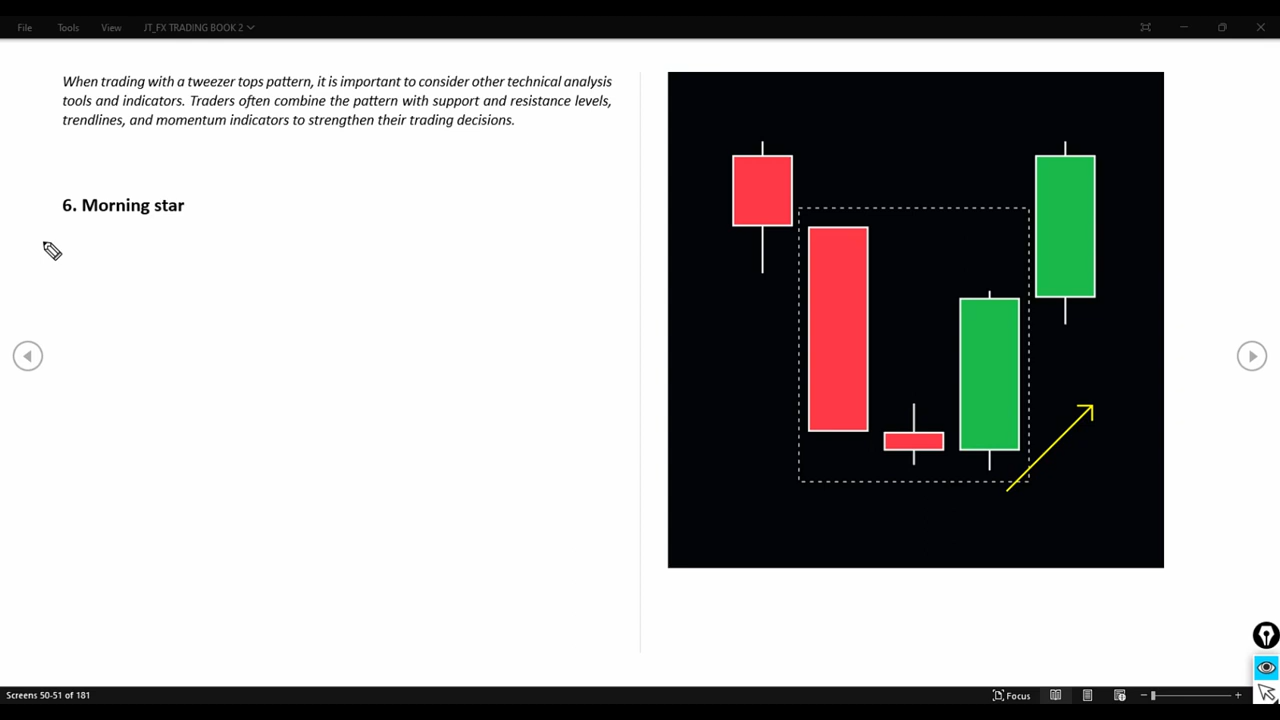 File Tools View JT_FX TRADING BOOK 2
When trading with a tweezer tops pattern, it is important to consider other technical analysis
tools and indicators. Traders often combine the pattern with support and resistance levels,
trendlines, and momentum indicators to strengthen their trading decisions.
6. Morning star
Screens 50-51 of 181 Focus